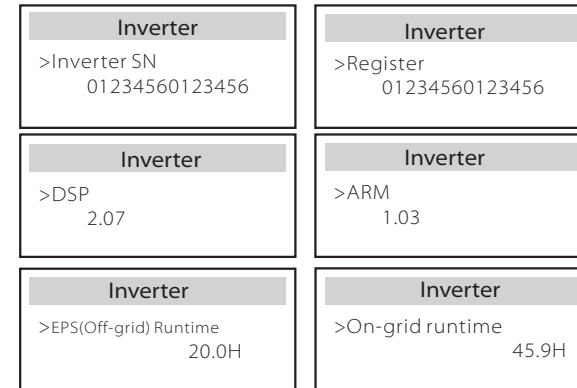 Inverter
>Inverter SN
01234560123456
Inverter
>Register
01234560123456
Inverter
>DSP
2.07
Inverter
>ARM
1.03
Inverter
>EPS(Off-grid) Runtime
20.0H
Inverter
>On-grid runtime
45.9H